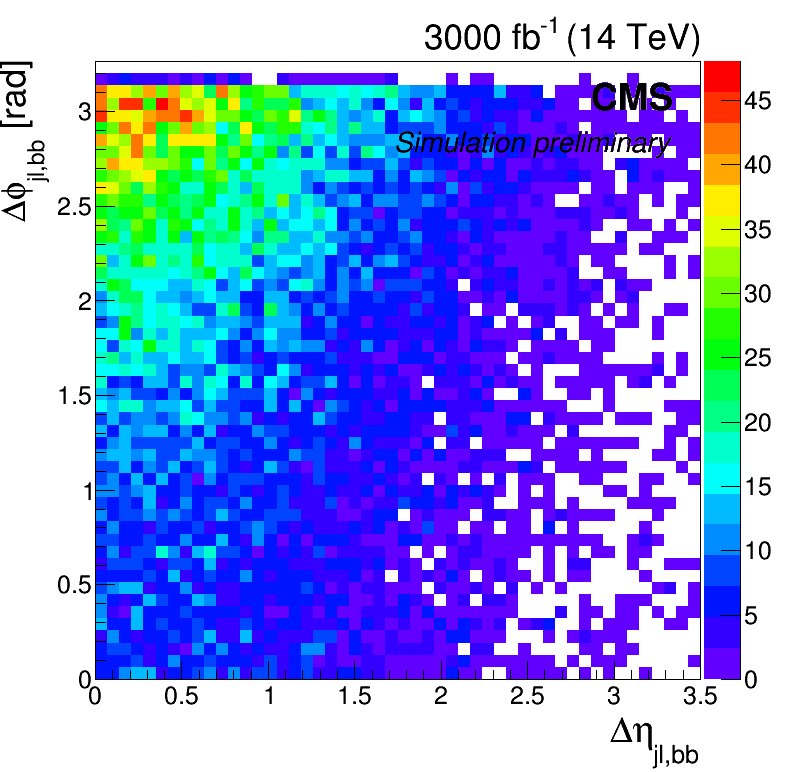 3000 fb-1 (14 TeV)
CMS
Simulation preliminary
Δϕjl,bb [rad]
3
2.5
2
1.5
1
0.5
0
0 0.5 1 1.5 2 2.5 3 3.5
Δηjl,bb
45
40
35
30
25
20
15
10
5
0